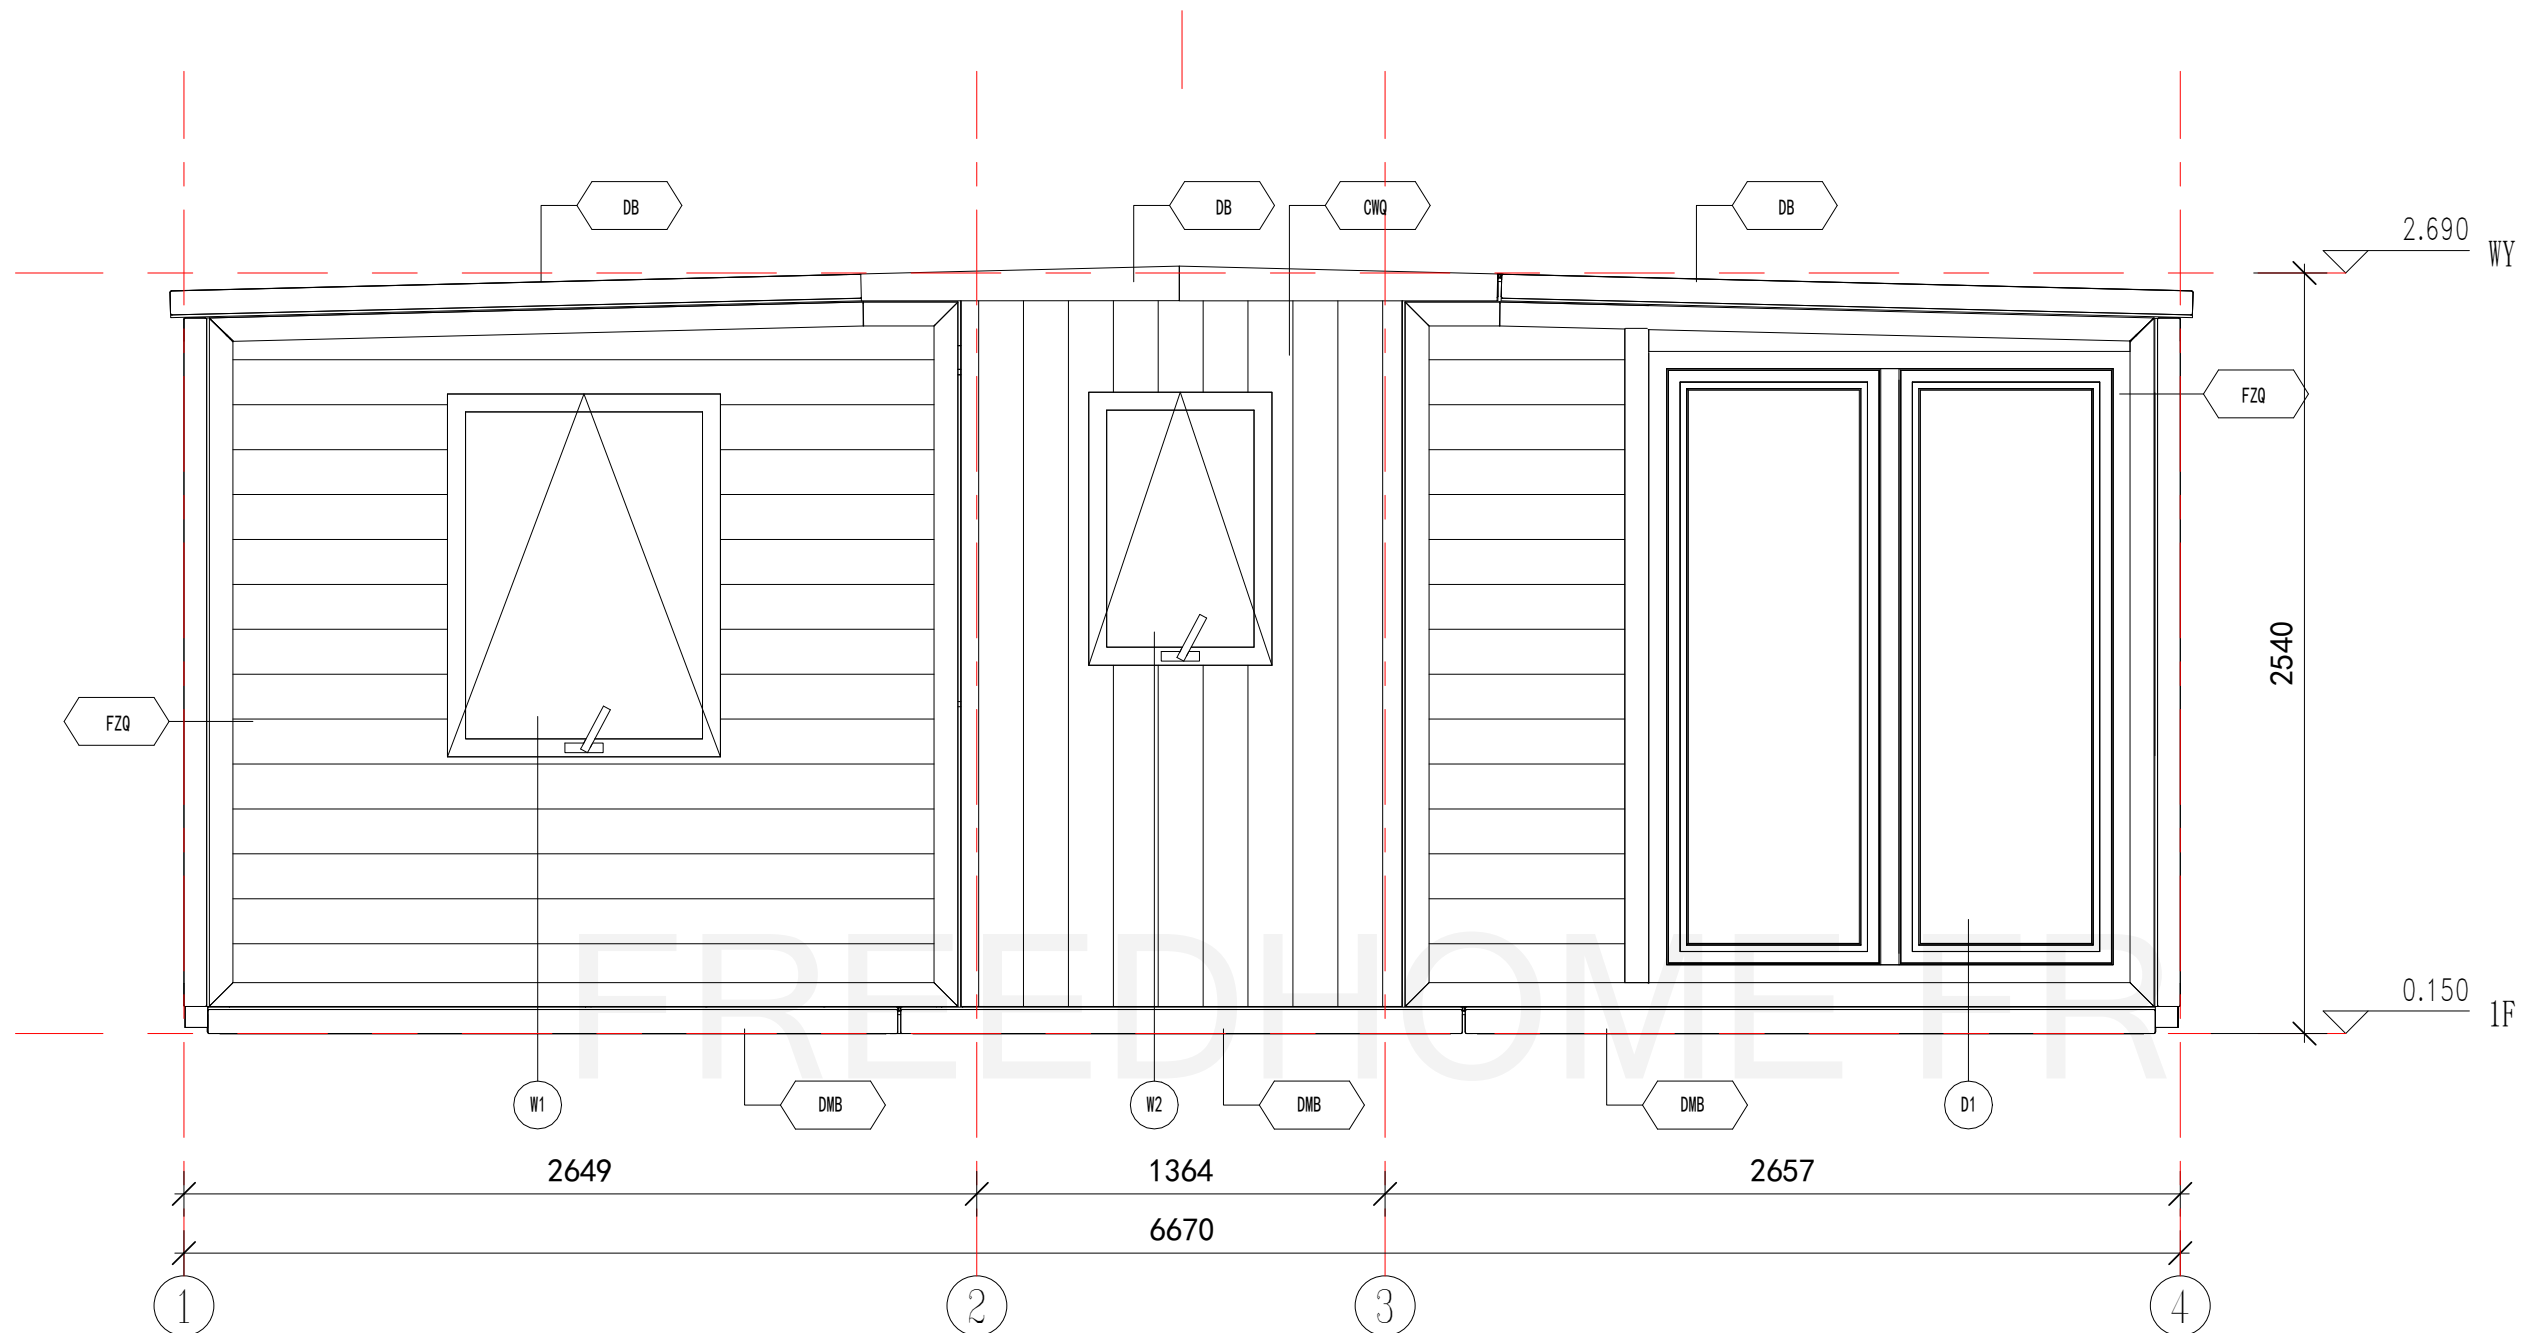 DB
DB
CWQ
DB
2.690
WY
FZQ
2540
FZQ
0.150
1F
FREEDHOME FR
W1
DMB
W2
DMB
DMB
D1
2649
1364
2657
6670
1
2
3
4